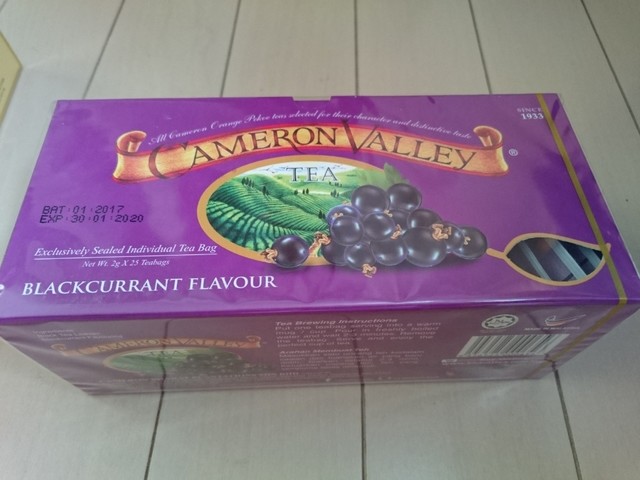 All Cameron Orange Pekoe teas selected for their character and distinctive taste
SINCE
1933
CAMERON VALLEY ®
TEA
BAT 01 2017
EXP 30 01 2020
Exclusively Sealed Individual Tea Bag
Net Wt. 2g X 25 Teabags
BLACKCURRANT FLAVOUR
Tea Brewing Instructions
CAMERON VALLEY
TEA